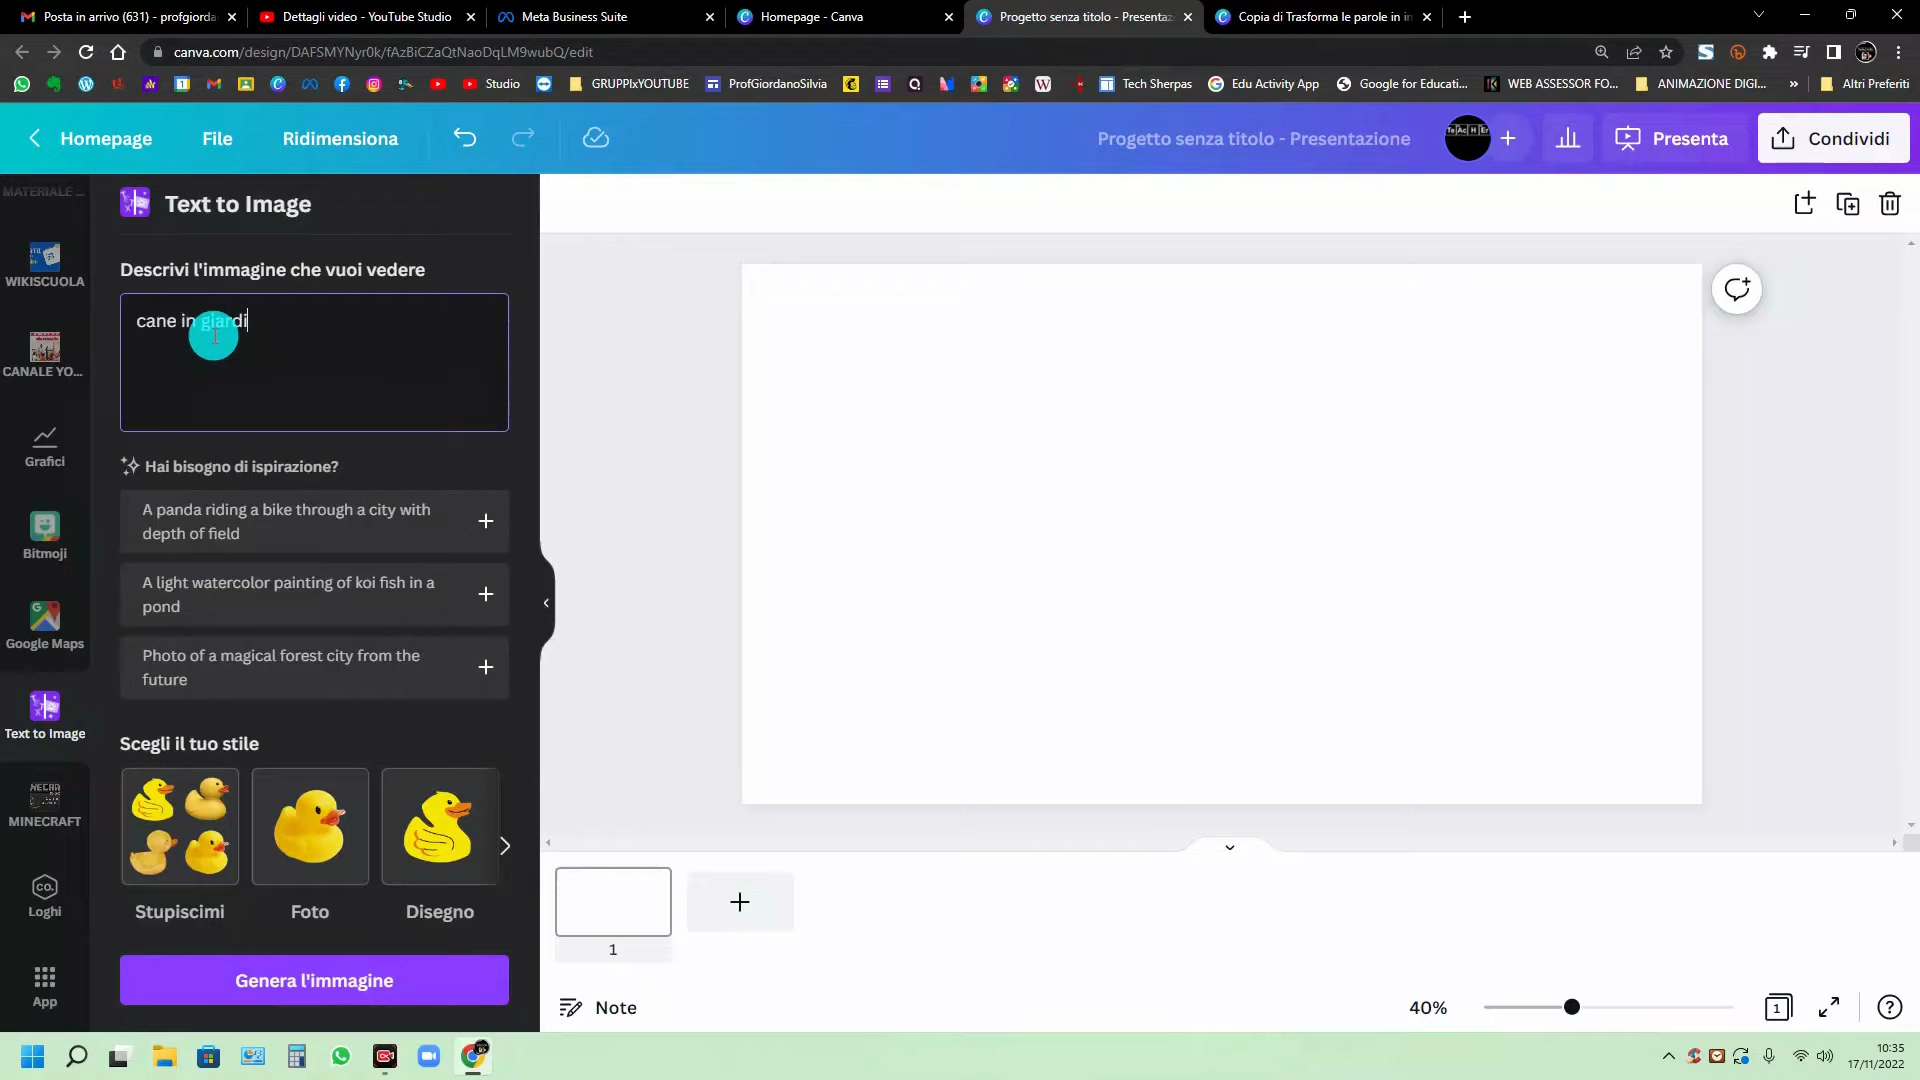 Posta in arrivo (631) - profgiorda
Dettagli video - YouTube Studio
Meta Business Suite
Homepage - Canva
Progetto senza titolo - Presentaz
Copia di Trasforma le parole in in
canva.com/design/DAFSMYNyr0k/fAzBiCZaQtNaoDqLM9wubQ/edit
Studio
GRUPPIxYOUTUBE
ProfGiordanoSilvia
Tech Sherpas
Edu Activity App
Google for Educati...
WEB ASSESSOR FO...
ANIMAZIONE DIGI...
Altri Preferiti
Homepage
File
Ridimensiona
Progetto senza titolo - Presentazione
Presenta
Condividi
MATERIALE ...
WIKISCUOLA
CANALE YO...
Grafici
Bitmoji
Google Maps
Text to Image
MINECRAFT
Loghi
App
Text to Image
Descrivi l'immagine che vuoi vedere
cane in giardi
Hai bisogno di ispirazione?
A panda riding a bike through a city with
depth of field
A light watercolor painting of koi fish in a
pond
Photo of a magical forest city from the
future
Scegli il tuo stile
Stupiscimi
Foto
Disegno
Genera l'immagine
1
Note
40%
1
10:35
17/11/2022